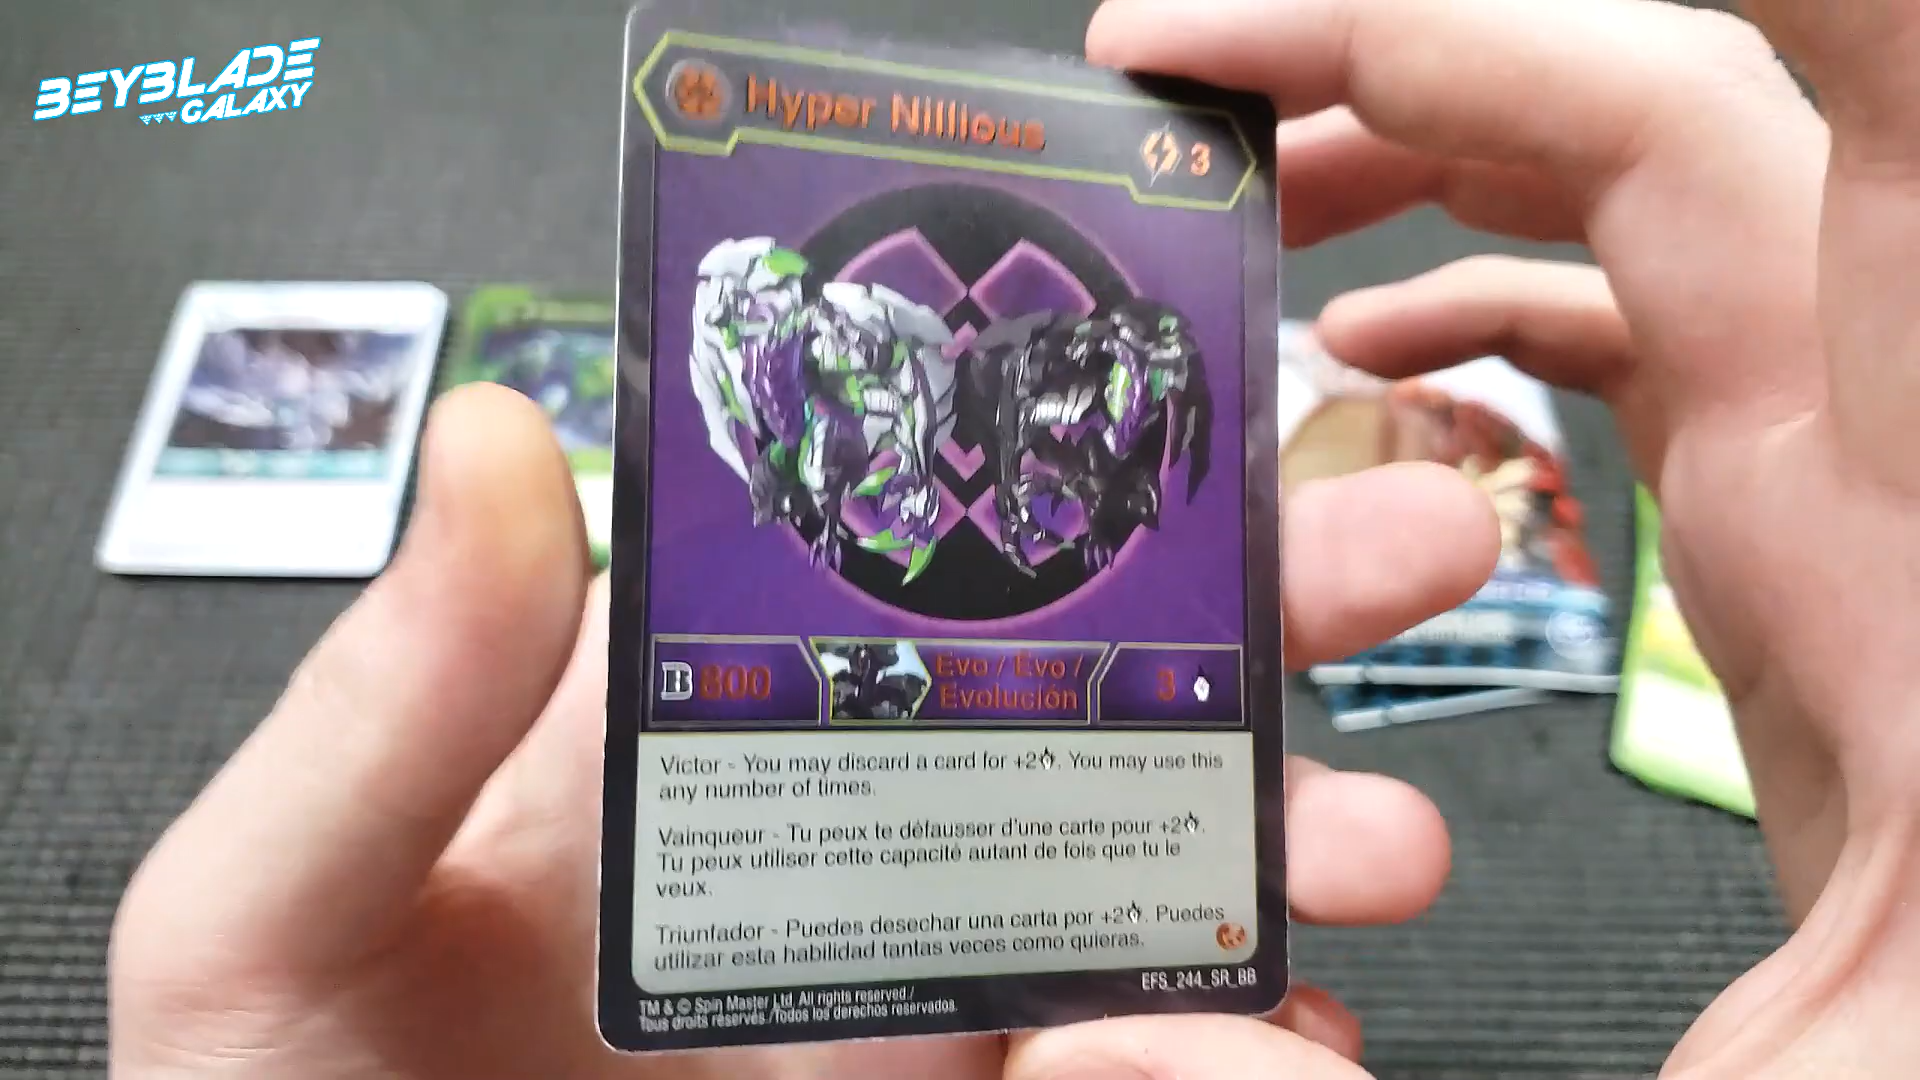 BEYBLADE
GALAXY
Hyper Nillious
3
B 800
Evo / Évo /
Evolución
3
Victor - You may discard a card for +2. You may use this
any number of times.
Vainqueur - Tu peux te défausser d'une carte pour +2.
Tu peux utiliser cette capacité autant de fois que tu le
veux.
Triunfador - Puedes desechar una carta por +2. Puedes
utilizar esta habilidad tantas veces como quieras.
EFS_244_SR_BB
TM & © Spin Master Ltd. All rights reserved./
Tous droits réservés./Todos los derechos reservados.